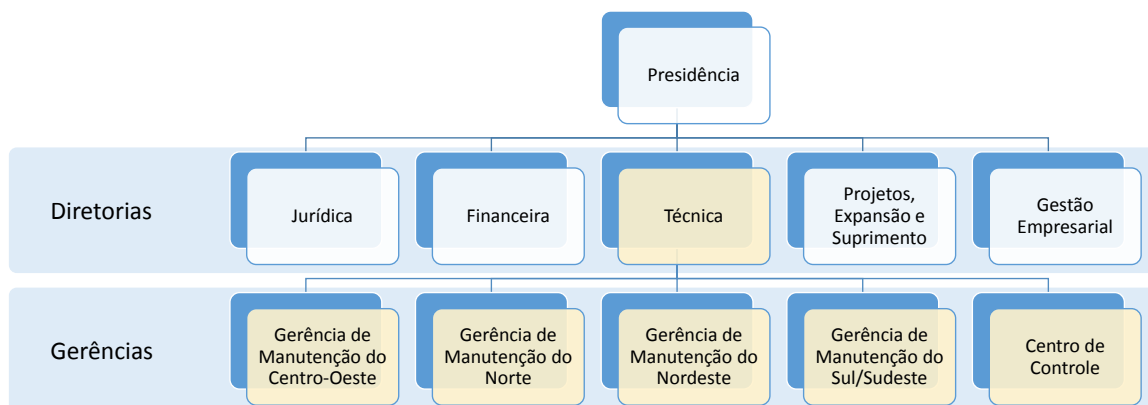 Presidência
Diretorias
Jurídica
Financeira
Técnica
Projetos,
Expansão e
Suprimento
Gestão
Empresarial
Gerências
Gerência de
Manutenção do
Centro-Oeste
Gerência de
Manutenção do
Norte
Gerência de
Manutenção do
Nordeste
Gerência de
Manutenção do
Sul/Sudeste
Centro de
Controle